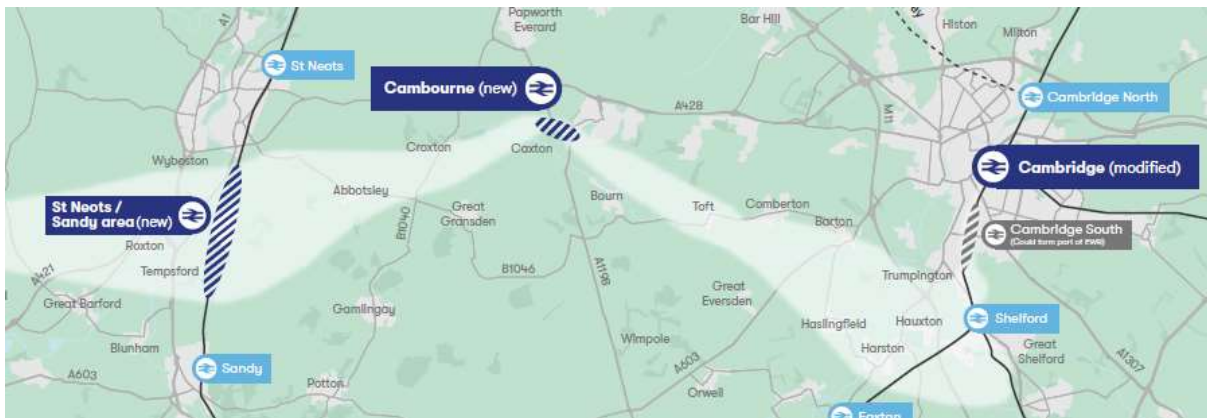 A1
Papworth
Everard
Bar Hill
Histon
Milton
St Neots
Cambourne (new)
Cambridge North
A428
M11
Wyboston
Croxton
Caxton
Cambridge (modified)
Abbotsley
Bourn
Toft
Comberton
Barton
St Neots /
Sandy area (new)
Great
Gransden
B1040
Cambridge South
(Could form part of EWR)
Roxton
Tempsford
A421
B1046
A1198
Trumpington
Great Barford
Great
Eversden
Gamlingay
Haslingfield
Hauxton
Shelford
Blunham
Wimpole
Harston
Great
Shelford
A1307
Sandy
A603
A603
Potton
Orwell
Foxton